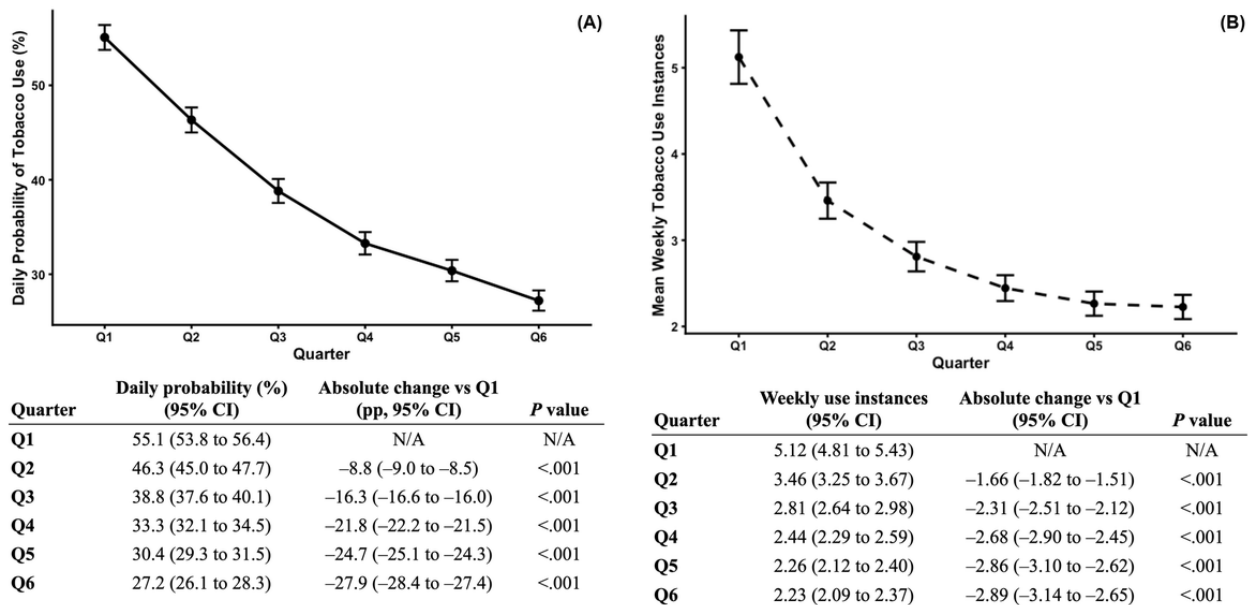 (A)
Daily Probability of Tobacco Use (%)
50
40
30
Q1 Q2 Q3 Q4 Q5 Q6
Quarter
Daily probability (%) Absolute change vs Q1
Quarter (95% CI) (pp, 95% CI) P value
Q1 55.1 (53.8 to 56.4) N/A N/A
Q2 46.3 (45.0 to 47.7) –8.8 (–9.0 to –8.5) <.001
Q3 38.8 (37.6 to 40.1) –16.3 (–16.6 to –16.0) <.001
Q4 33.3 (32.1 to 34.5) –21.8 (–22.2 to –21.5) <.001
Q5 30.4 (29.3 to 31.5) –24.7 (–25.1 to –24.3) <.001
Q6 27.2 (26.1 to 28.3) –27.9 (–28.4 to –27.4) <.001
(B)
Mean Weekly Tobacco Use Instances
5
4
3
2
Q1 Q2 Q3 Q4 Q5 Q6
Quarter
Weekly use instances Absolute change vs Q1
Quarter (95% CI) (95% CI) P value
Q1 5.12 (4.81 to 5.43) N/A N/A
Q2 3.46 (3.25 to 3.67) –1.66 (–1.82 to –1.51) <.001
Q3 2.81 (2.64 to 2.98) –2.31 (–2.51 to –2.12) <.001
Q4 2.44 (2.29 to 2.59) –2.68 (–2.90 to –2.45) <.001
Q5 2.26 (2.12 to 2.40) –2.86 (–3.10 to –2.62) <.001
Q6 2.23 (2.09 to 2.37) –2.89 (–3.14 to –2.65) <.001